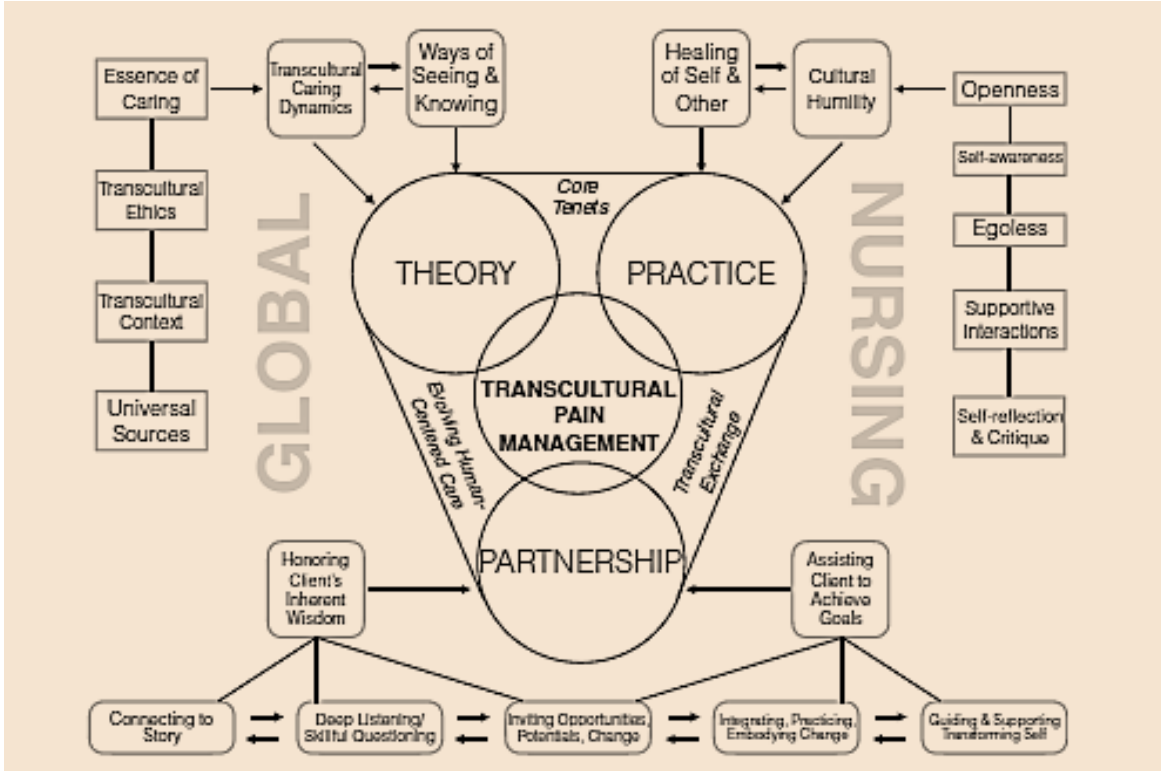 Essence of
Caring
Transcultural
Caring
Dynamics
Ways of
Seeing &
Knowing
Healing
of Self &
Other
Cultural
Humility
Openness
Self-awareness
Transcultural
Ethics
Egoless
Transcultural
Context
Supportive
Interactions
Universal
Sources
Self-reflection
& Critique
GLOBAL
NURSING
Core
Tenets
THEORY
PRACTICE
TRANSCULTURAL
PAIN
MANAGEMENT
Evolving Human-
Centered Care
Transcultural
Exchange
PARTNERSHIP
Honoring
Client's
Inherent
Wisdom
Assisting
Client to
Achieve
Goals
Connecting to
Story
Deep Listening/
Skillful Questioning
Inviting Opportunities,
Potentials, Change
Integrating, Practicing,
Embodying Change
Guiding & Supporting
Transforming Self